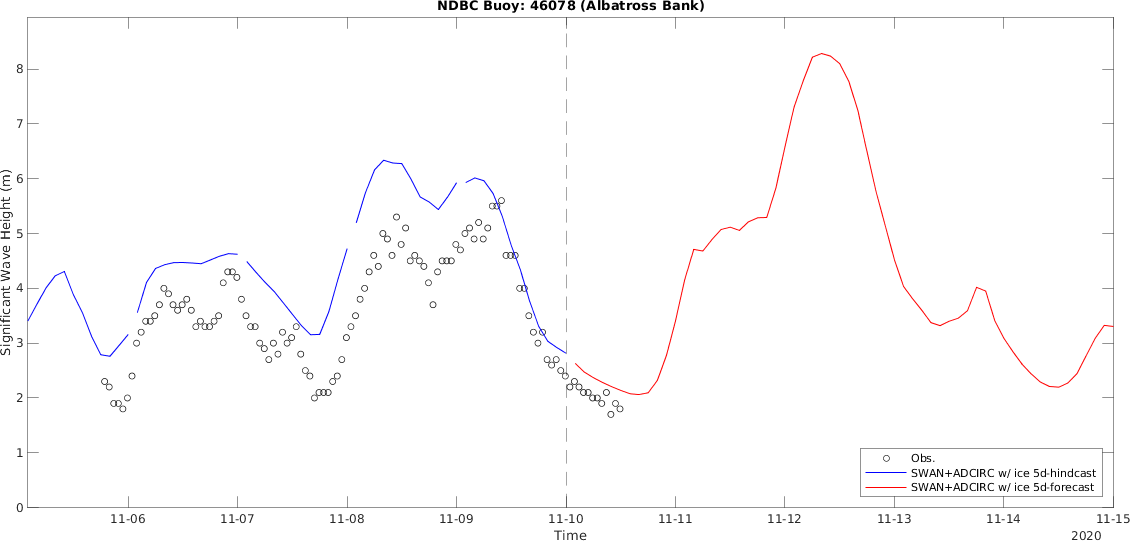 NDBC Buoy: 46078 (Albatross Bank)
Significant Wave Height (m)
8
7
6
5
4
3
2
1
0
Obs.
SWAN+ADCIRC w/ ice 5d-hindcast
SWAN+ADCIRC w/ ice 5d-forecast
11-06 11-07 11-08 11-09 11-10 11-11 11-12 11-13 11-14 11-15
Time
2020